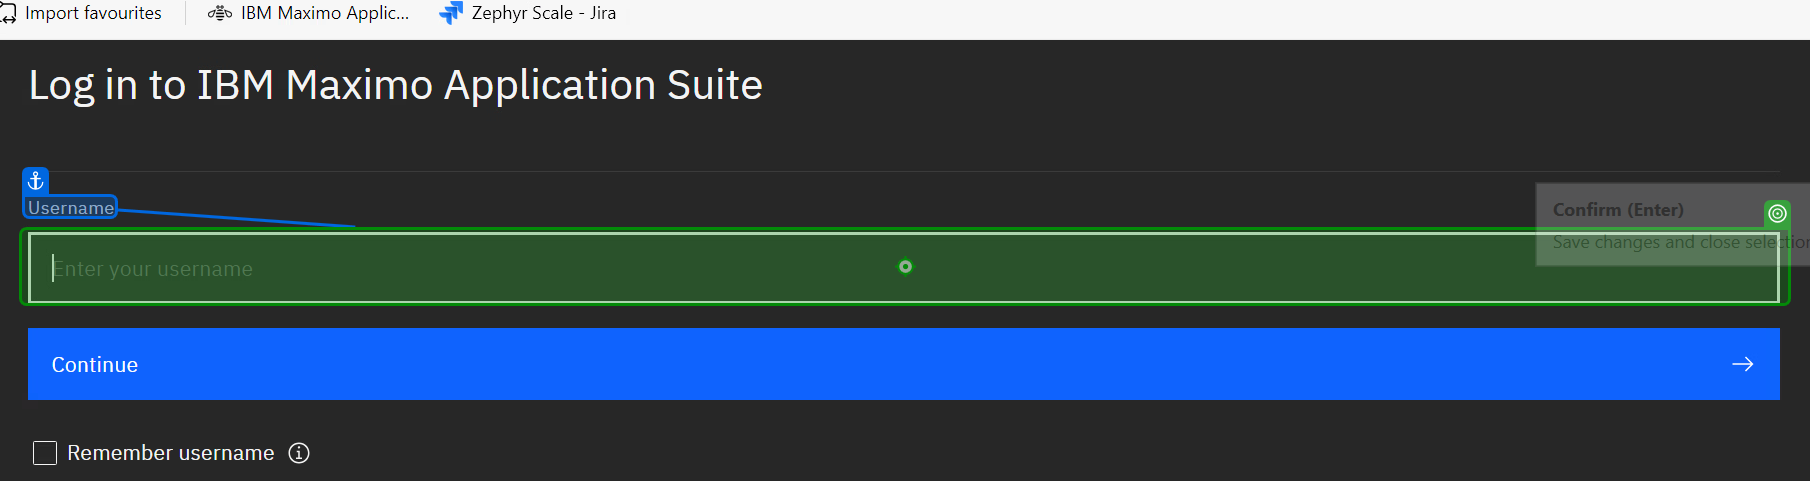 Import favourites
IBM Maximo Applic...
Zephyr Scale - Jira
Log in to IBM Maximo Application Suite
Username
Confirm (Enter)
Save changes and close selection
Enter your username
Continue
Remember username